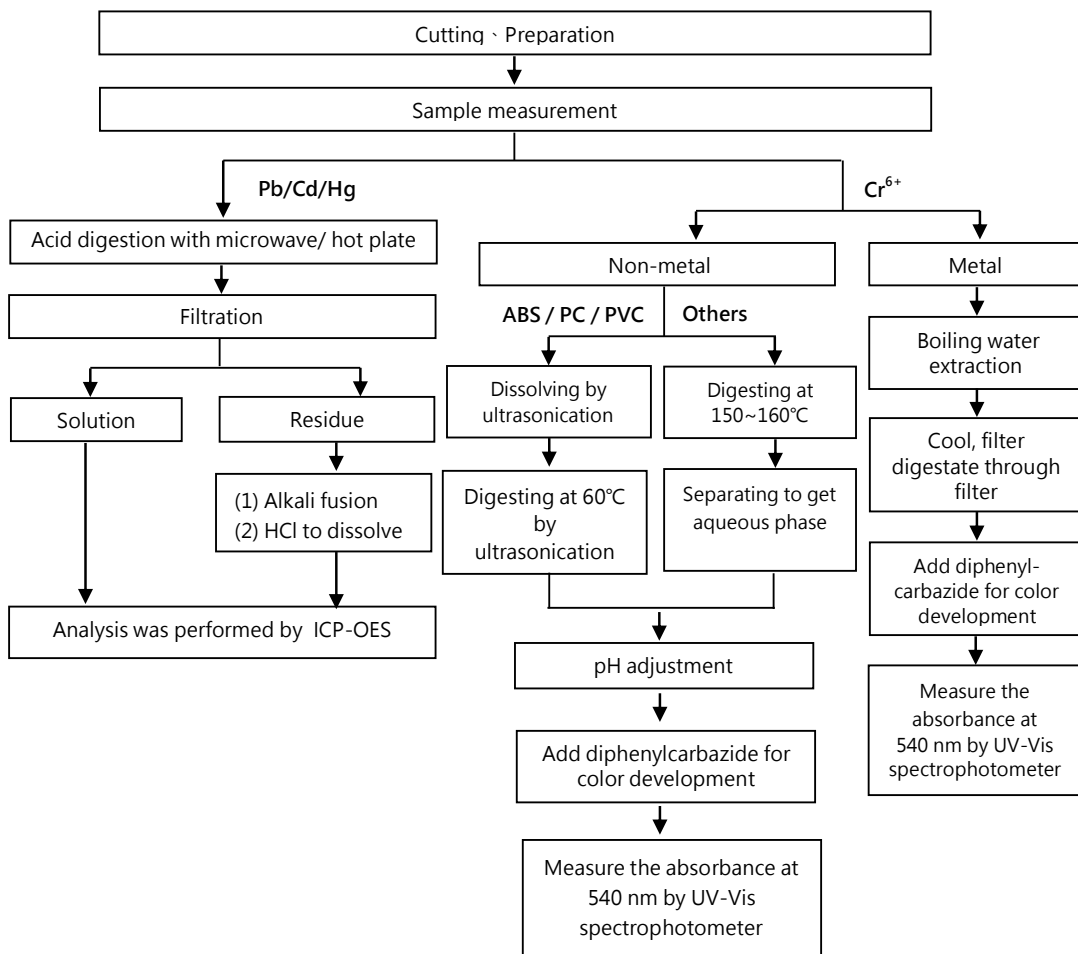 Cutting、Preparation
Sample measurement
Pb/Cd/Hg
Cr6+
Acid digestion with microwave/ hot plate
Non-metal
Metal
Filtration
ABS / PC / PVC
Others
Boiling water
extraction
Solution
Residue
Dissolving by
ultrasonication
Digesting at
150~160℃
Cool, filter
digestate through
filter
(1) Alkali fusion
(2) HCl to dissolve
Digesting at 60℃
by
ultrasonication
Separating to get
aqueous phase
Add diphenyl-
carbazide for color
development
Analysis was performed by ICP-OES
pH adjustment
Measure the
absorbance at
540 nm by UV-Vis
spectrophotometer
Add diphenylcarbazide for
color development
Measure the absorbance at
540 nm by UV-Vis
spectrophotometer